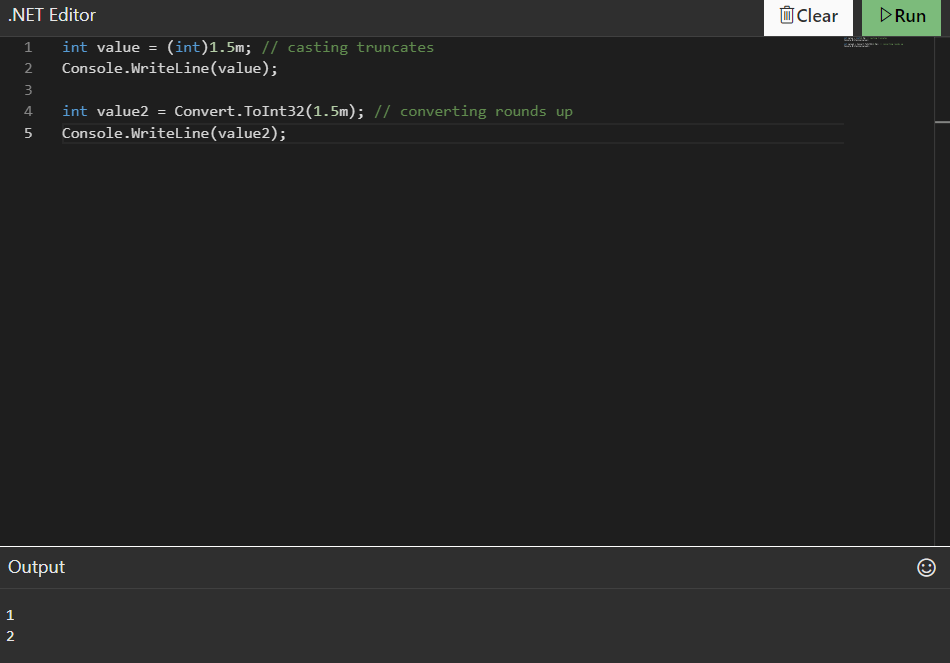 .NET Editor
Clear
Run
1 int value = (int)1.5m; // casting truncates
2 Console.WriteLine(value);
3
4 int value2 = Convert.ToInt32(1.5m); // converting rounds up
5 Console.WriteLine(value2);
Output
1
2